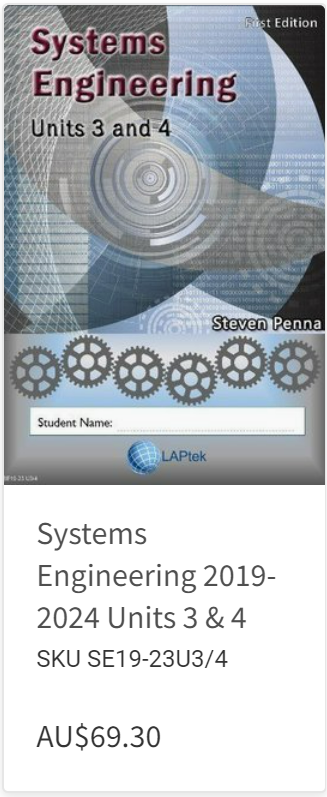 First Edition
Systems
Engineering
Units 3 and 4
Steven Penna
Student Name:
LAPtek
Systems
Engineering 2019-
2024 Units 3 & 4
SKU SE19-23U3/4
AU$69.30